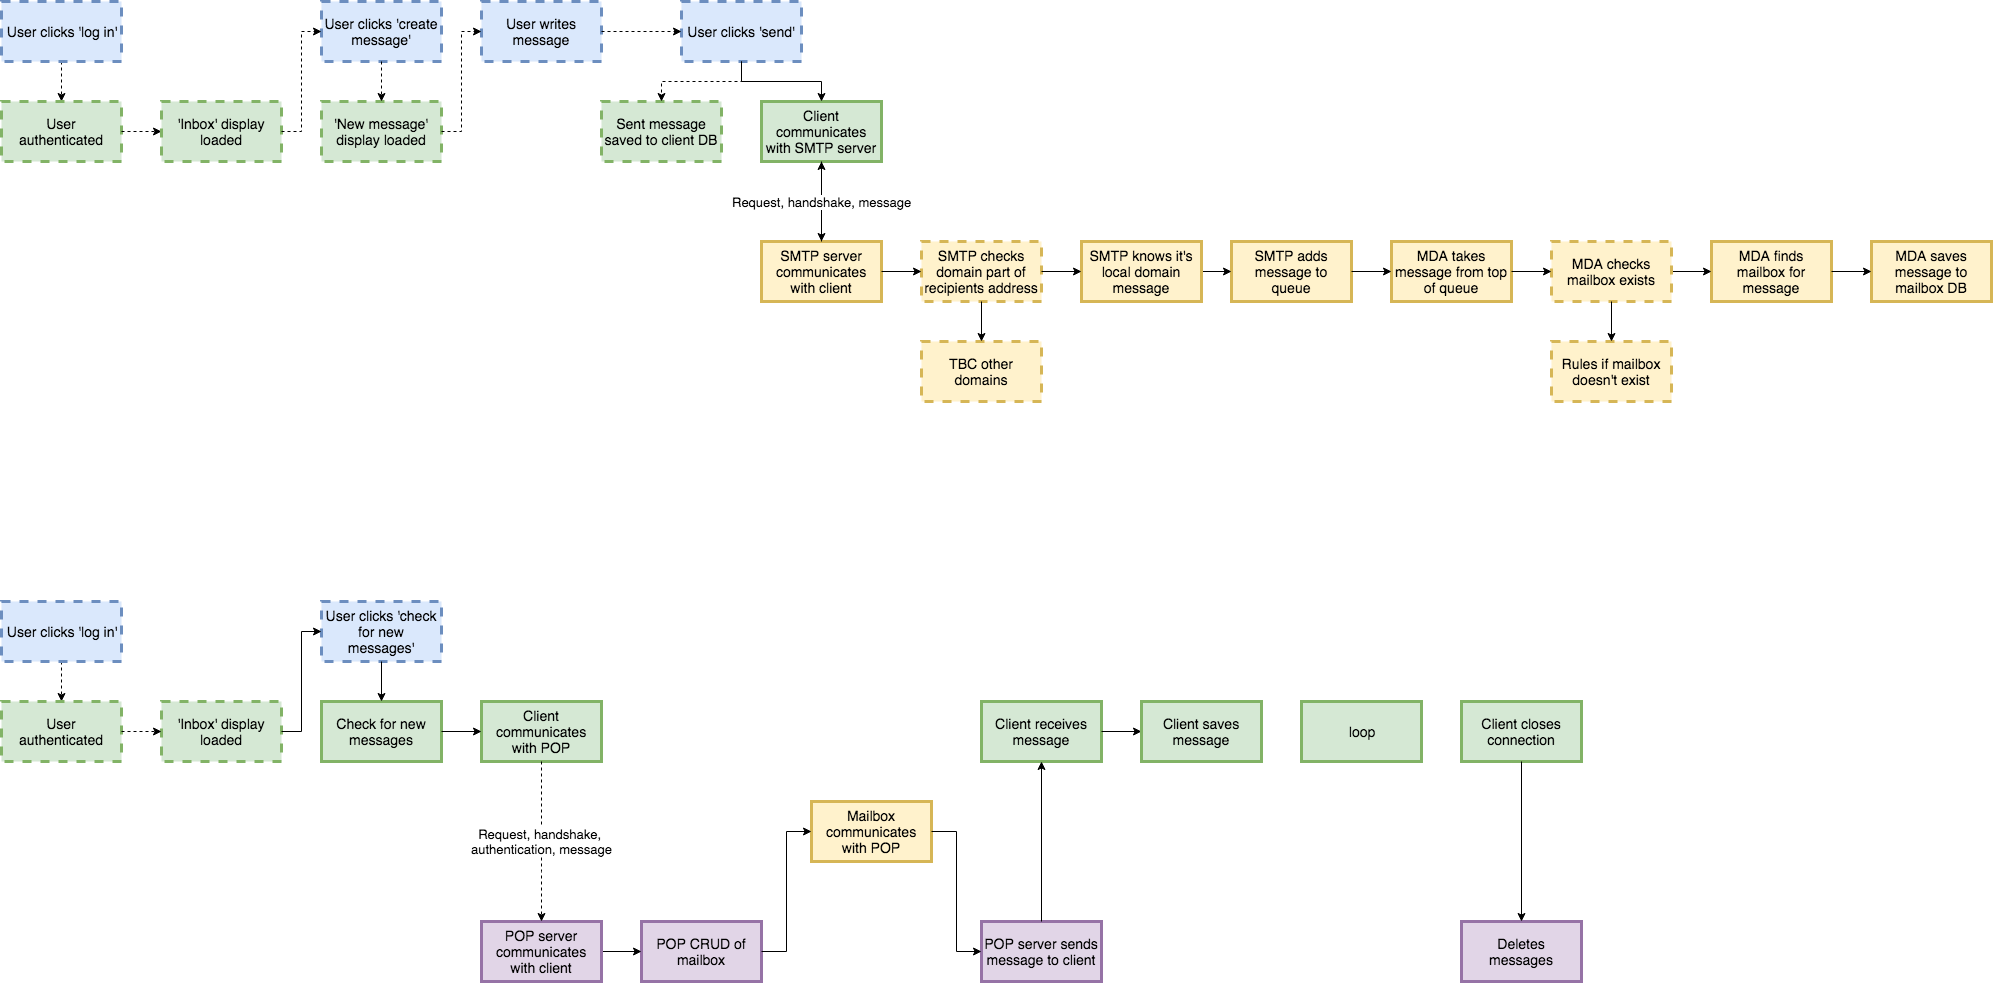 User clicks 'log in'
User clicks 'create
message'
User writes
message
User clicks 'send'
User
authenticated
'Inbox' display
loaded
'New message'
display loaded
Sent message
saved to client DB
Client
communicates
with SMTP server
Request, handshake, message
SMTP server
communicates
with client
SMTP checks
domain part of
recipients address
SMTP knows it's
local domain
message
SMTP adds
message to
queue
MDA takes
message from top
of queue
MDA checks
mailbox exists
MDA finds
mailbox for
message
MDA saves
message to
mailbox DB
TBC other
domains
Rules if mailbox
doesn't exist
User clicks 'log in'
User clicks 'check
for new
messages'
User
authenticated
'Inbox' display
loaded
Check for new
messages
Client
communicates
with POP
Client receives
message
Client saves
message
loop
Client closes
connection
Request, handshake,
authentication, message
Mailbox
communicates
with POP
POP server
communicates
with client
POP CRUD of
mailbox
POP server sends
message to client
Deletes
messages